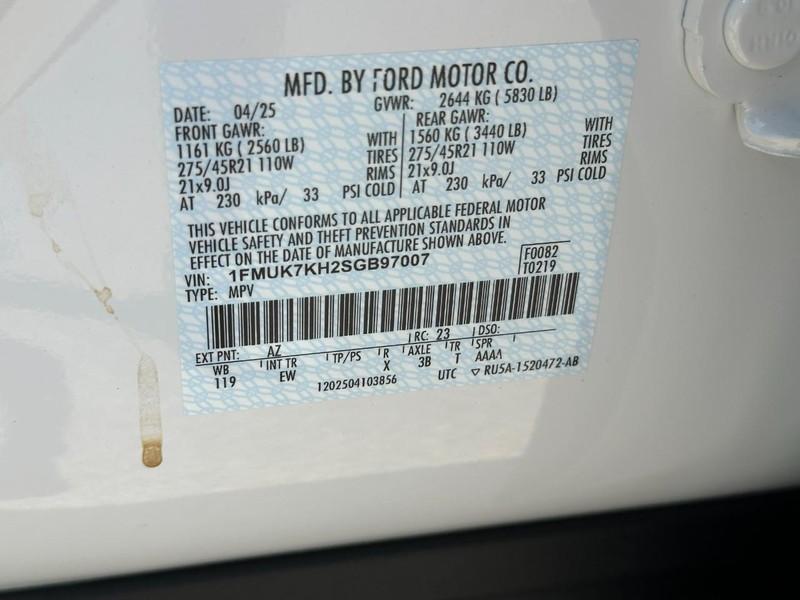 MFD. BY FORD MOTOR CO.
DATE: 04/25 GVWR: 2644 KG ( 5830 LB)
FRONT GAWR: REAR GAWR:
1161 KG ( 2560 LB) WITH 1560 KG ( 3440 LB) WITH
275/45R21 110W TIRES 275/45R21 110W TIRES
21x9.0J RIMS 21x9.0J RIMS
AT 230 kPa/ 33 PSI COLD AT 230 kPa/ 33 PSI COLD
THIS VEHICLE CONFORMS TO ALL APPLICABLE FEDERAL MOTOR
VEHICLE SAFETY AND THEFT PREVENTION STANDARDS IN
EFFECT ON THE DATE OF MANUFACTURE SHOWN ABOVE.
VIN: 1FMUK7KH2SGB97007 F0082
TYPE: MPV T0219
EXT PNT: AZ RC: 23 DSO:
WB INT TR TP/PS R AXLE TR SPR
119 EW X 3B T AAAA
1202504103856 UTC ▽ RU5A-1520472-AB